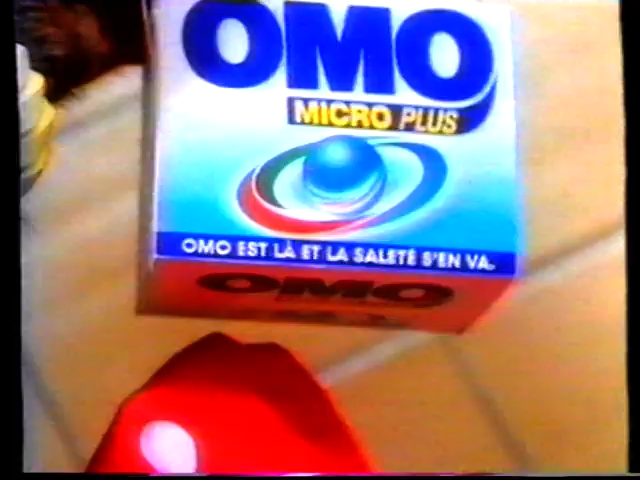 OMO
MICRO PLUS
OMO EST LÀ ET LA SALETÉ S'EN VA.
OMO